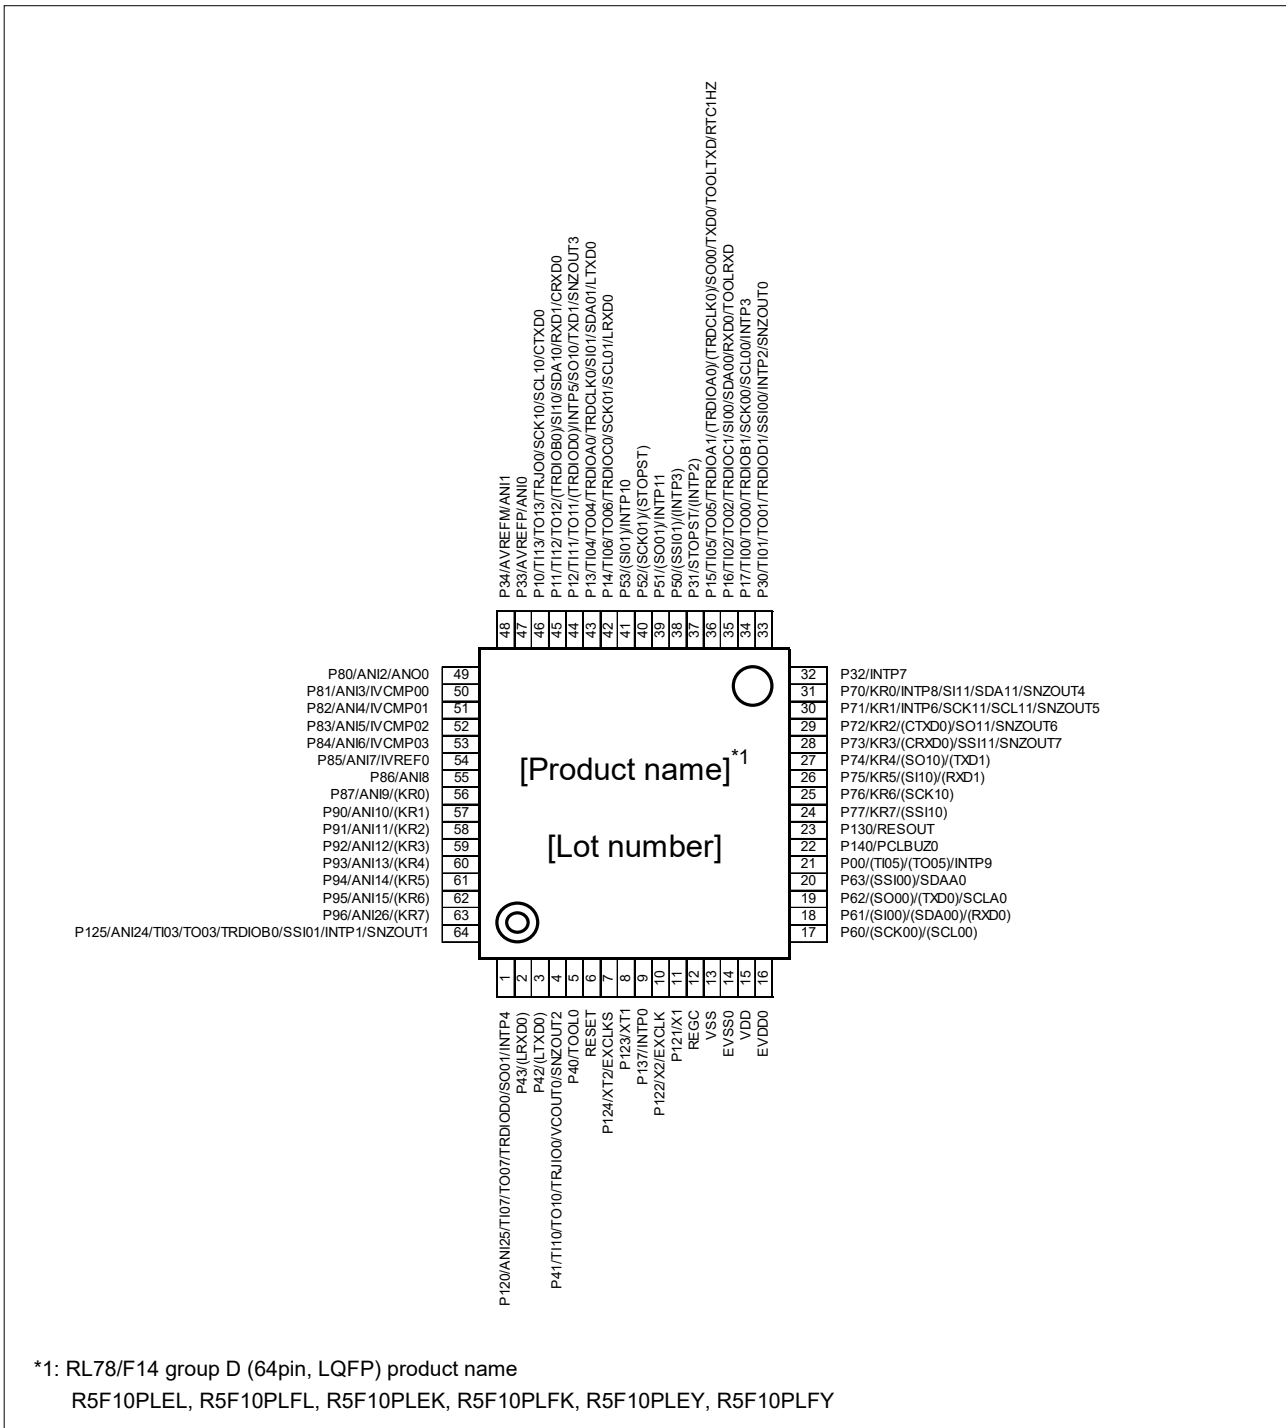 P34/AVREFM/ANI1
P33/AVREFP/ANI0
P10/TI13/TO13/TRJO0/SCK10/SCL10/CTXD0
P11/TI12/TO12/(TRDIOB0)/SI10/SDA10/RXD1/CRXD0
P12/TI11/TO11/(TRDIOD0)/INTP5/SO10/TXD1/SNZOUT3
P13/TI04/TO04/TRDIOA0/TRDCLK0/SI01/SDA01/LTXD0
P14/TI06/TO06/TRDIOC0/SCK01/SCL01/LRXD0
P53/(SI01)/INTP10
P52/(SCK01)/(STOPST)
P51/(SO01)/INTP11
P50/(SSI01)/(INTP3)
P31/STOPST/(INTP2)
P15/TI05/TO05/TRDIOA1/(TRDIOA0)/(TRDCLK0)/SO00/TXD0/TOOLTXD/RTC1HZ
P16/TI02/TO02/TRDIOC1/SI00/SDA00/RXD0/TOOLRXD
P17/TI00/TO00/TRDIOB1/SCK00/SCL00/INTP3
P30/TI01/TO01/TRDIOD1/SSI00/INTP2/SNZOUT0
48 47 46 45 44 43 42 41 40 39 38 37 36 35 34 33
P80/ANI2/ANO0 49
P81/ANI3/IVCMP00 50
P82/ANI4/IVCMP01 51
P83/ANI5/IVCMP02 52
P84/ANI6/IVCMP03 53
P85/ANI7/IVREF0 54
P86/ANI8 55
P87/ANI9/(KR0) 56
P90/ANI10/(KR1) 57
P91/ANI11/(KR2) 58
P92/ANI12/(KR3) 59
P93/ANI13/(KR4) 60
P94/ANI14/(KR5) 61
P95/ANI15/(KR6) 62
P96/ANI26/(KR7) 63
P125/ANI24/TI03/TO03/TRDIOB0/SSI01/INTP1/SNZOUT1 64
[Product name]*1
[Lot number]
32 P32/INTP7
31 P70/KR0/INTP8/SI11/SDA11/SNZOUT4
30 P71/KR1/INTP6/SCK11/SCL11/SNZOUT5
29 P72/KR2/(CTXD0)/SO11/SNZOUT6
28 P73/KR3/(CRXD0)/SSI11/SNZOUT7
27 P74/KR4/(SO10)/(TXD1)
26 P75/KR5/(SI10)/(RXD1)
25 P76/KR6/(SCK10)
24 P77/KR7/(SSI10)
23 P130/RESOUT
22 P140/PCLBUZ0
21 P00/(TI05)/(TO05)/INTP9
20 P63/(SSI00)/SDAA0
19 P62/(SO00)/(TXD0)/SCLA0
18 P61/(SI00)/(SDA00)/(RXD0)
17 P60/(SCK00)/(SCL00)
1 2 3 4 5 6 7 8 9 10 11 12 13 14 15 16
P120/ANI25/TI07/TO07/TRDIOD0/SO01/INTP4
P43/(LRXD0)
P42/(LTXD0)
P41/TI10/TO10/TRJIO0/VCOUT0/SNZOUT2
P40/TOOL0
RESET
P124/XT2/EXCLKS
P123/XT1
P137/INTP0
P122/X2/EXCLK
P121/X1
REGC
VSS
EVSS0
VDD
EVDD0
*1: RL78/F14 group D (64pin, LQFP) product name
R5F10PLEL, R5F10PLFL, R5F10PLEK, R5F10PLFK, R5F10PLEY, R5F10PLFY